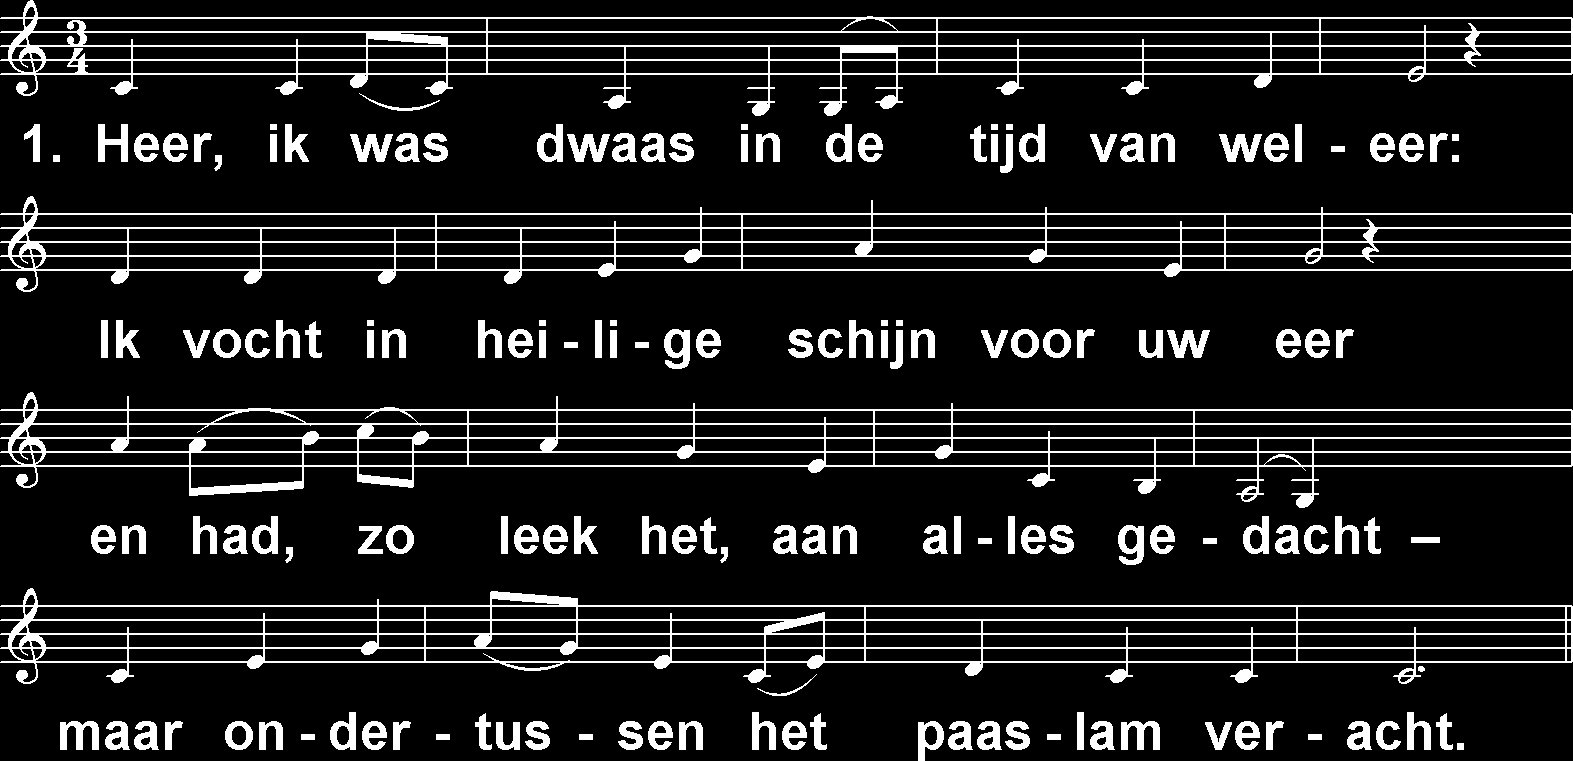 3
4
1. Heer, ik was dwaas in de tijd van wel - eer:
Ik vocht in hei - li - ge schijn voor uw eer
en had, zo leek het, aan al - les ge - dacht –
maar on - der - tus - sen het paas - lam ver - acht.